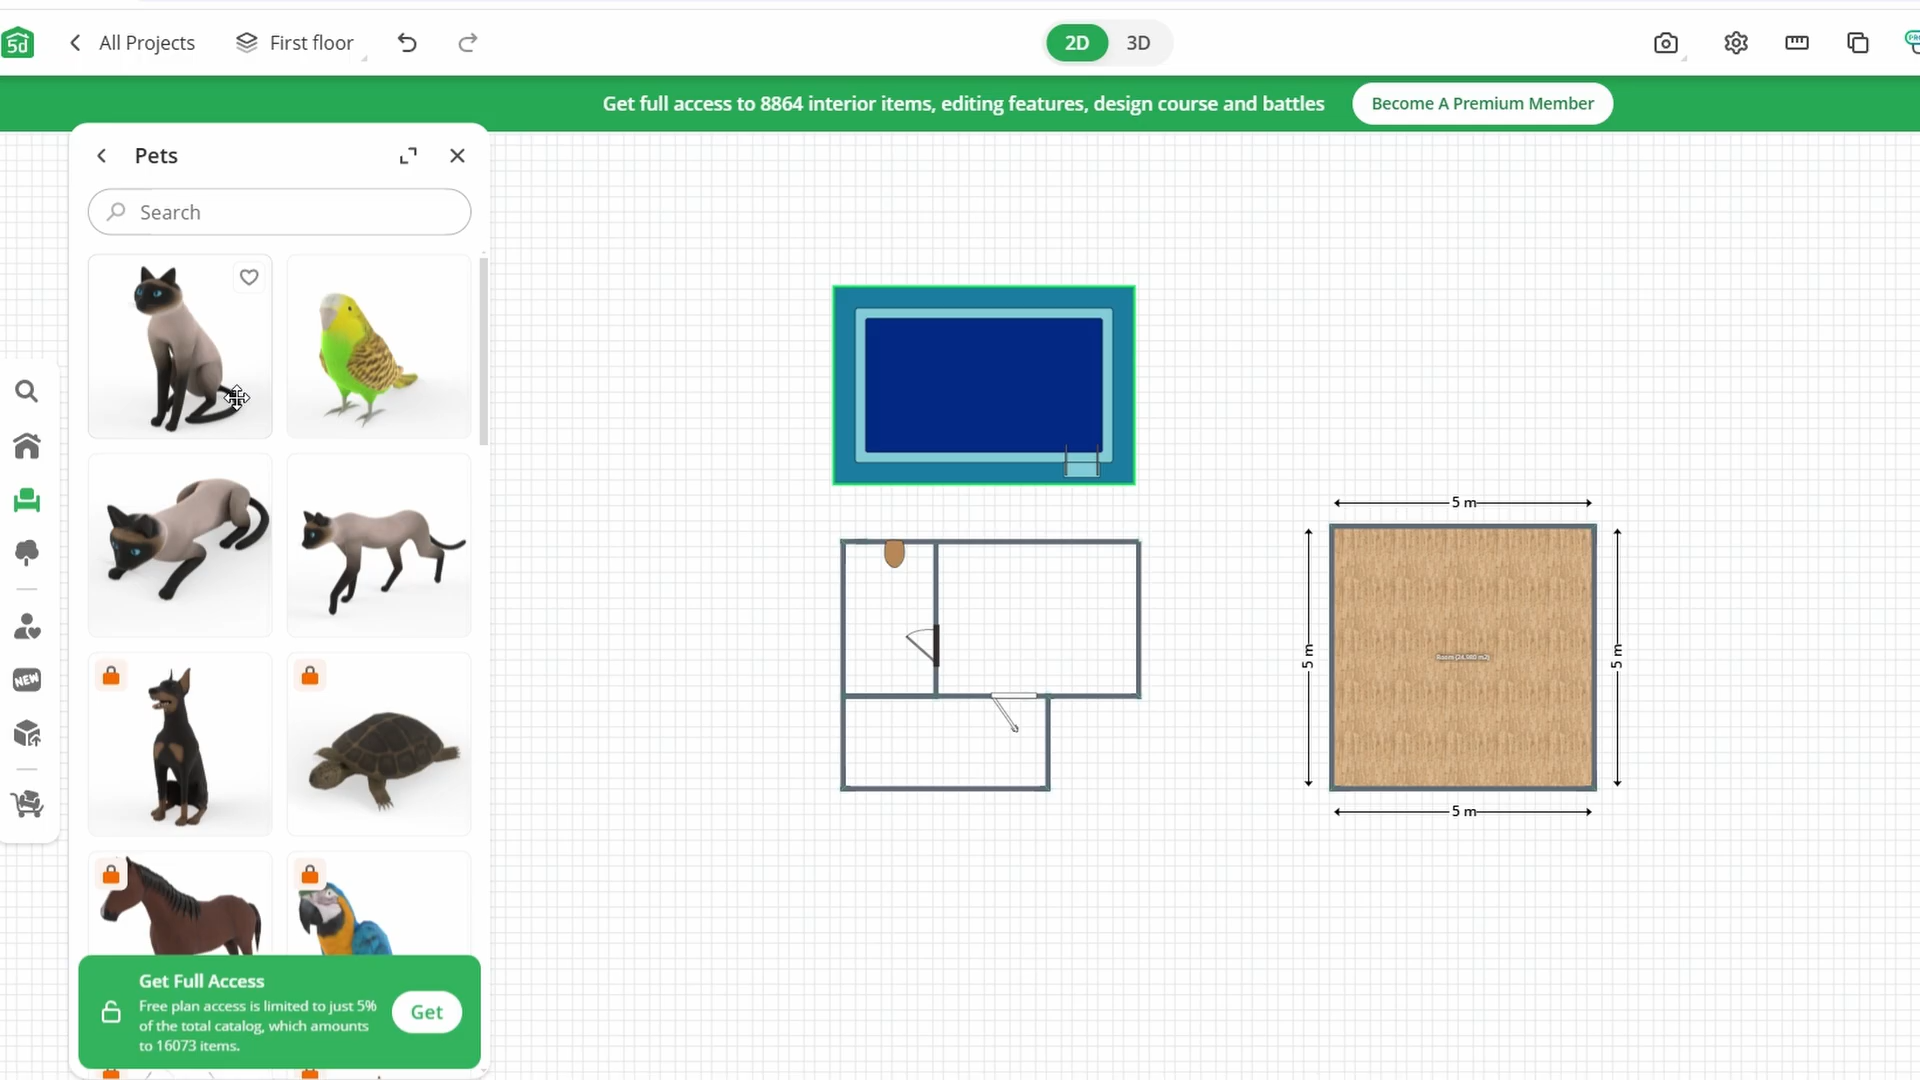 5d
All Projects
First floor
2D
3D
Get full access to 8864 interior items, editing features, design course and battles
Become A Premium Member
Pets
Search
NEW
Get Full Access
Free plan access is limited to just 5%
of the total catalog, which amounts
to 16073 items.
Get
5 m
5 m
5 m
5 m